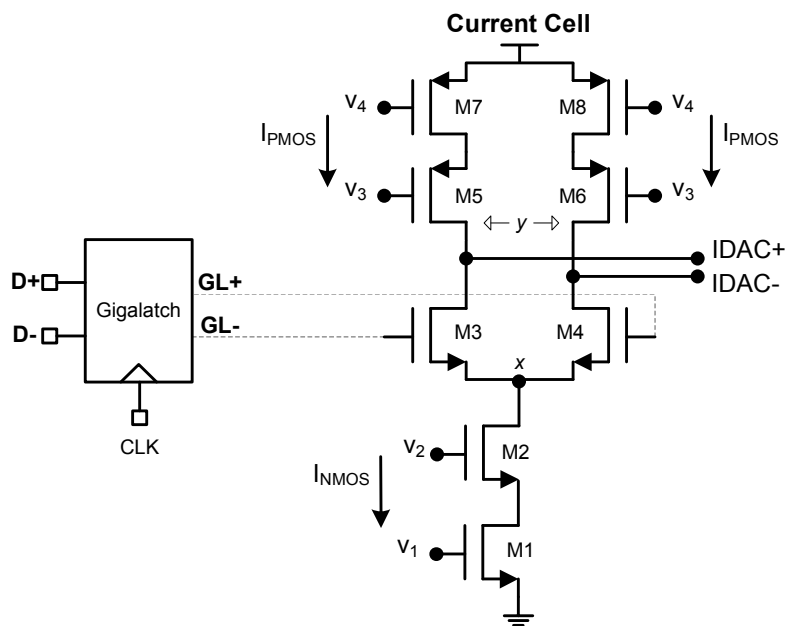 Current Cell
V4 M7 M8 V4
IPMOS IPMOS
V3 M5 M6 V3
y
IDAC+
D+ GL+ IDAC-
Gigalatch
D- GL- M3 M4
x
CLK
V2 M2
INMOS
V1 M1